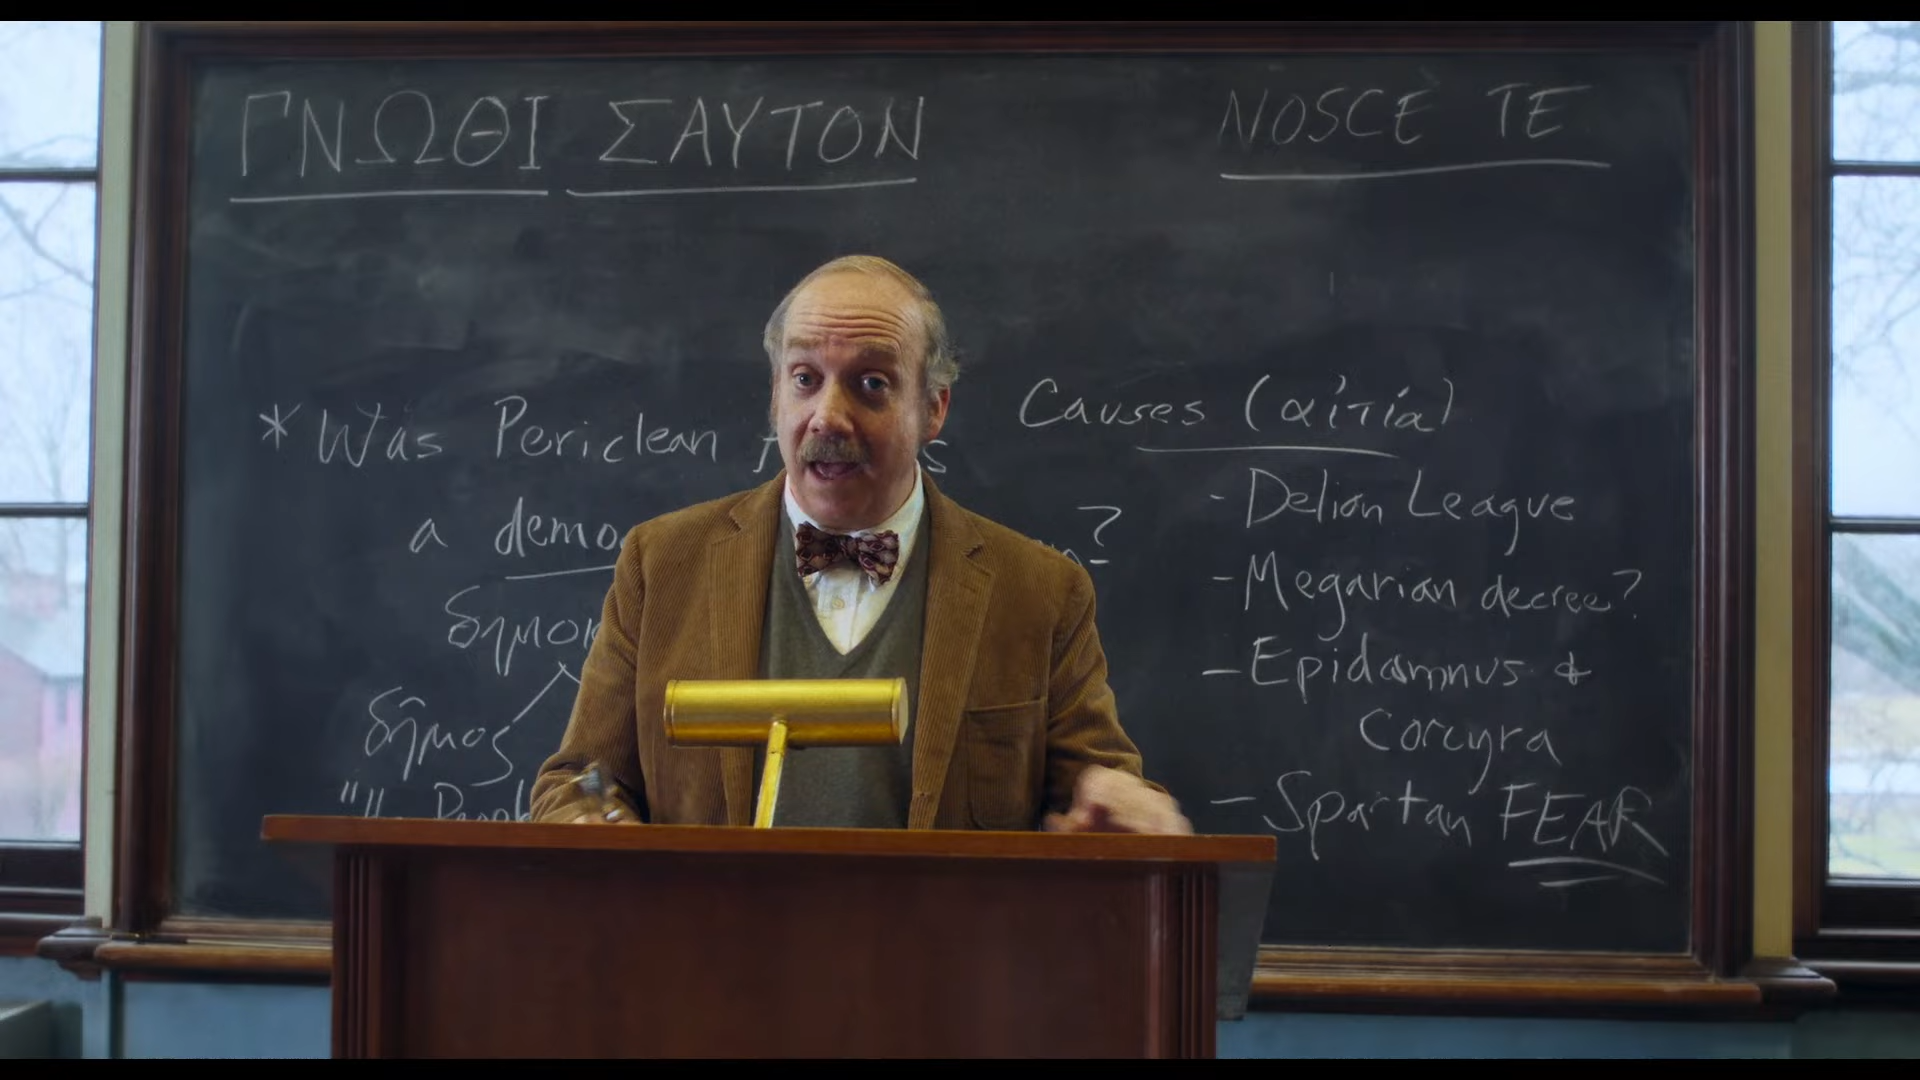 ΓΝΩΘΙ ΣΑΥΤΟΝ
NOSCE TE
* Was Periclean
a demo
?
δημοκ
δῆμος
Causes (αἰτία)
- Delian League
- Megarian decree?
- Epidamnus &
Corcyra
- Spartan FEAR